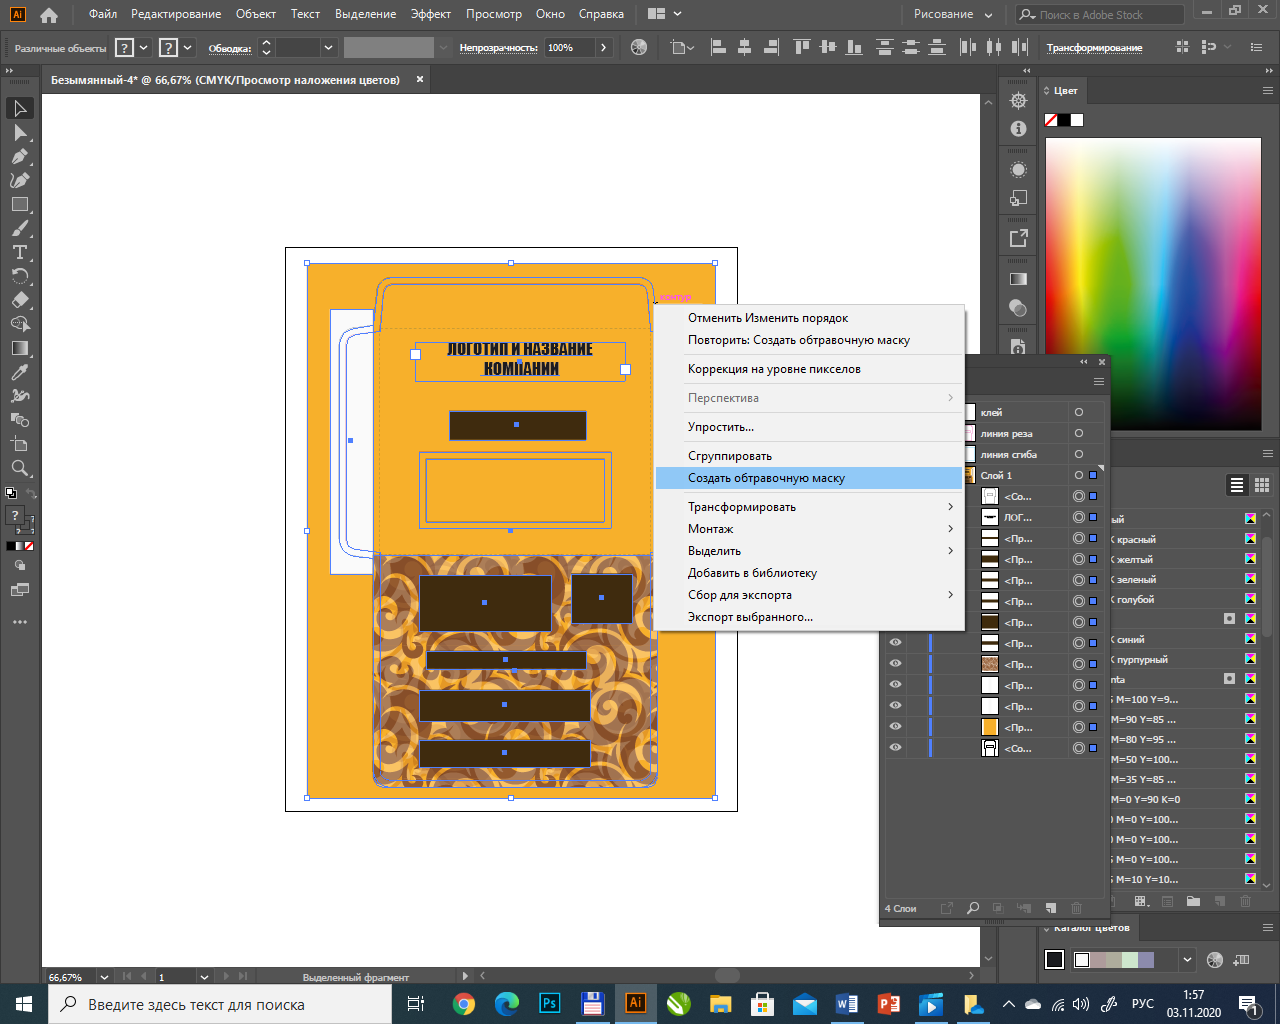 Ai
Файл Редактирование Объект Текст Выделение Эффект Просмотр Окно Справка
Рисование
Поиск в Adobe Stock
Различные объекты
? ?
Обводка:
Непрозрачность: 100%
Трансформирование
Безымянный-4* @ 66,67% (CMYK/Просмотр наложения цветов) ×
Цвет
контур
ЛОГОТИП И НАЗВАНИЕ
КОМПАНИИ
Отменить Изменить порядок
Повторить: Создать обтравочную маску
Коррекция на уровне пикселов
Перспектива
Упростить...
Сгруппировать
Создать обтравочную маску
Трансформировать
Монтаж
Выделить
Добавить в библиотеку
Сбор для экспорта
Экспорт выбранного...
клей
линия реза
линия сгиба
Слой 1
<Со...
ЛОГ...
<Пр...
<Пр...
<Пр...
<Пр...
<Пр...
<Пр...
<Пр...
<Пр...
<Пр...
<Пр...
<Со...
4 Слои
ый
К красный
К желтый
К зеленый
К голубой
К синий
К пурпурный
nta
M=100 Y=9...
M=90 Y=85 ...
M=80 Y=95 ...
M=50 Y=100...
M=35 Y=85 ...
M=0 Y=90 K=0
M=0 Y=100...
M=0 Y=100...
M=0 Y=100...
M=10 Y=10...
Каталог цветов
?
66,67%
1
Выделенный фрагмент
Введите здесь текст для поиска
Ps
Ai
РУС
1:57
03.11.2020
1